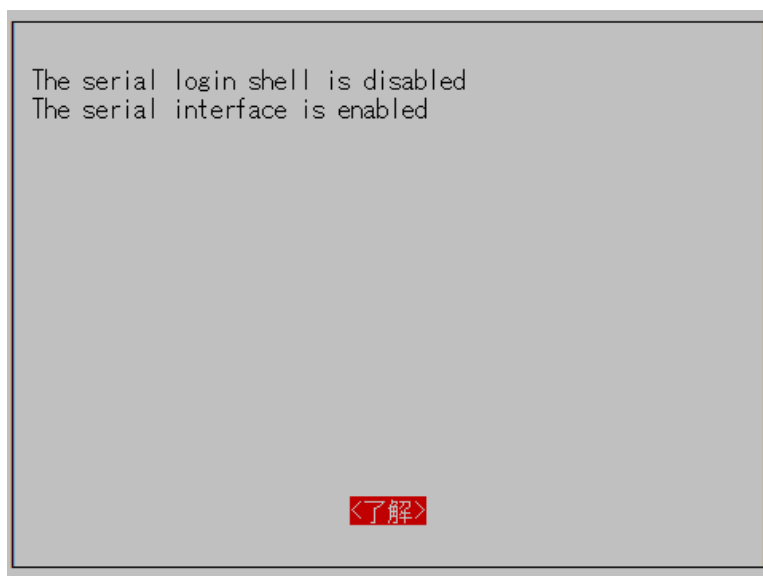 The serial login shell is disabled
The serial interface is enabled
<了解>